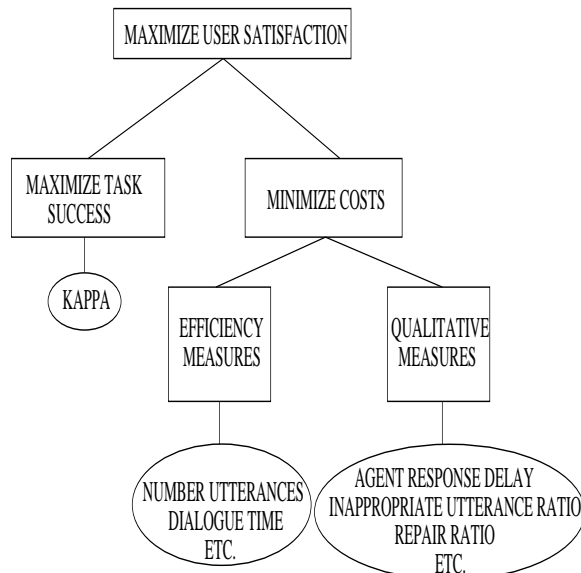 MAXIMIZE USER SATISFACTION
MAXIMIZE TASK
SUCCESS
MINIMIZE COSTS
KAPPA
EFFICIENCY
MEASURES
QUALITATIVE
MEASURES
NUMBER UTTERANCES
DIALOGUE TIME
ETC.
AGENT RESPONSE DELAY
INAPPROPRIATE UTTERANCE RATIO
REPAIR RATIO
ETC.